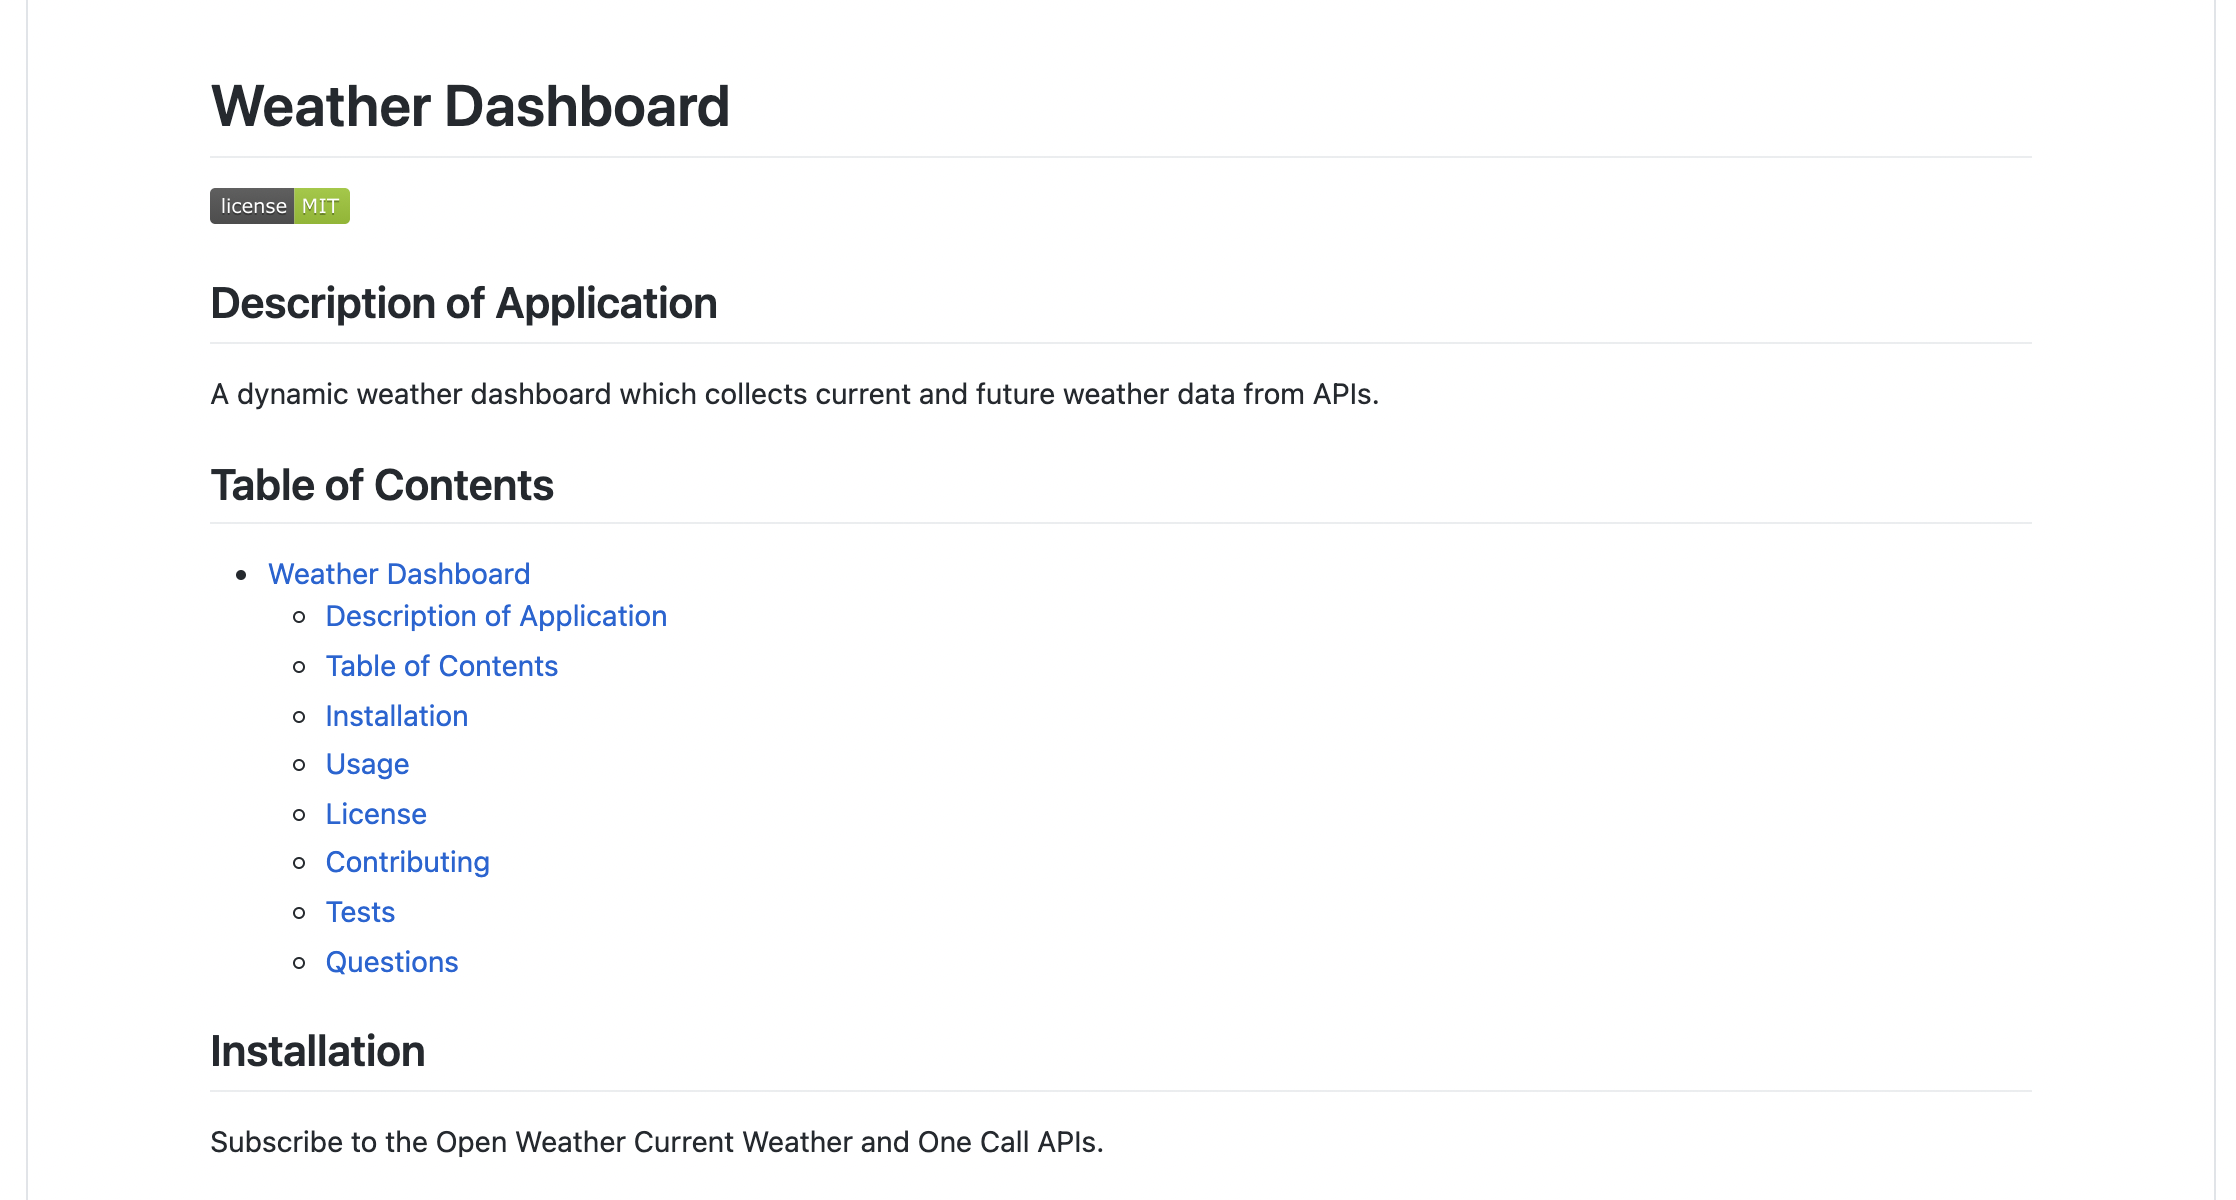 Weather Dashboard
license MIT
Description of Application
A dynamic weather dashboard which collects current and future weather data from APIs.
Table of Contents
Weather Dashboard
Description of Application
Table of Contents
Installation
Usage
License
Contributing
Tests
Questions
Installation
Subscribe to the Open Weather Current Weather and One Call APIs.